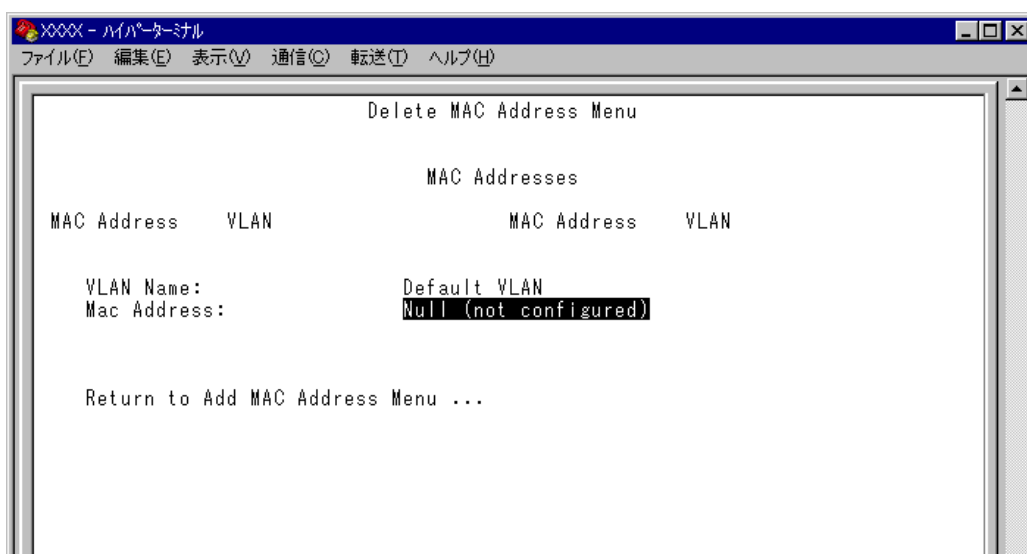 XXXX - ﾊｲﾊﾟｰﾀｰﾐﾅﾙ
ファイル(F) 編集(E) 表示(V) 通信(C) 転送(T) ヘルプ(H)
Delete MAC Address Menu
MAC Addresses
MAC Address VLAN MAC Address VLAN
VLAN Name: Default VLAN
Mac Address: Null (not configured)
Return to Add MAC Address Menu ...